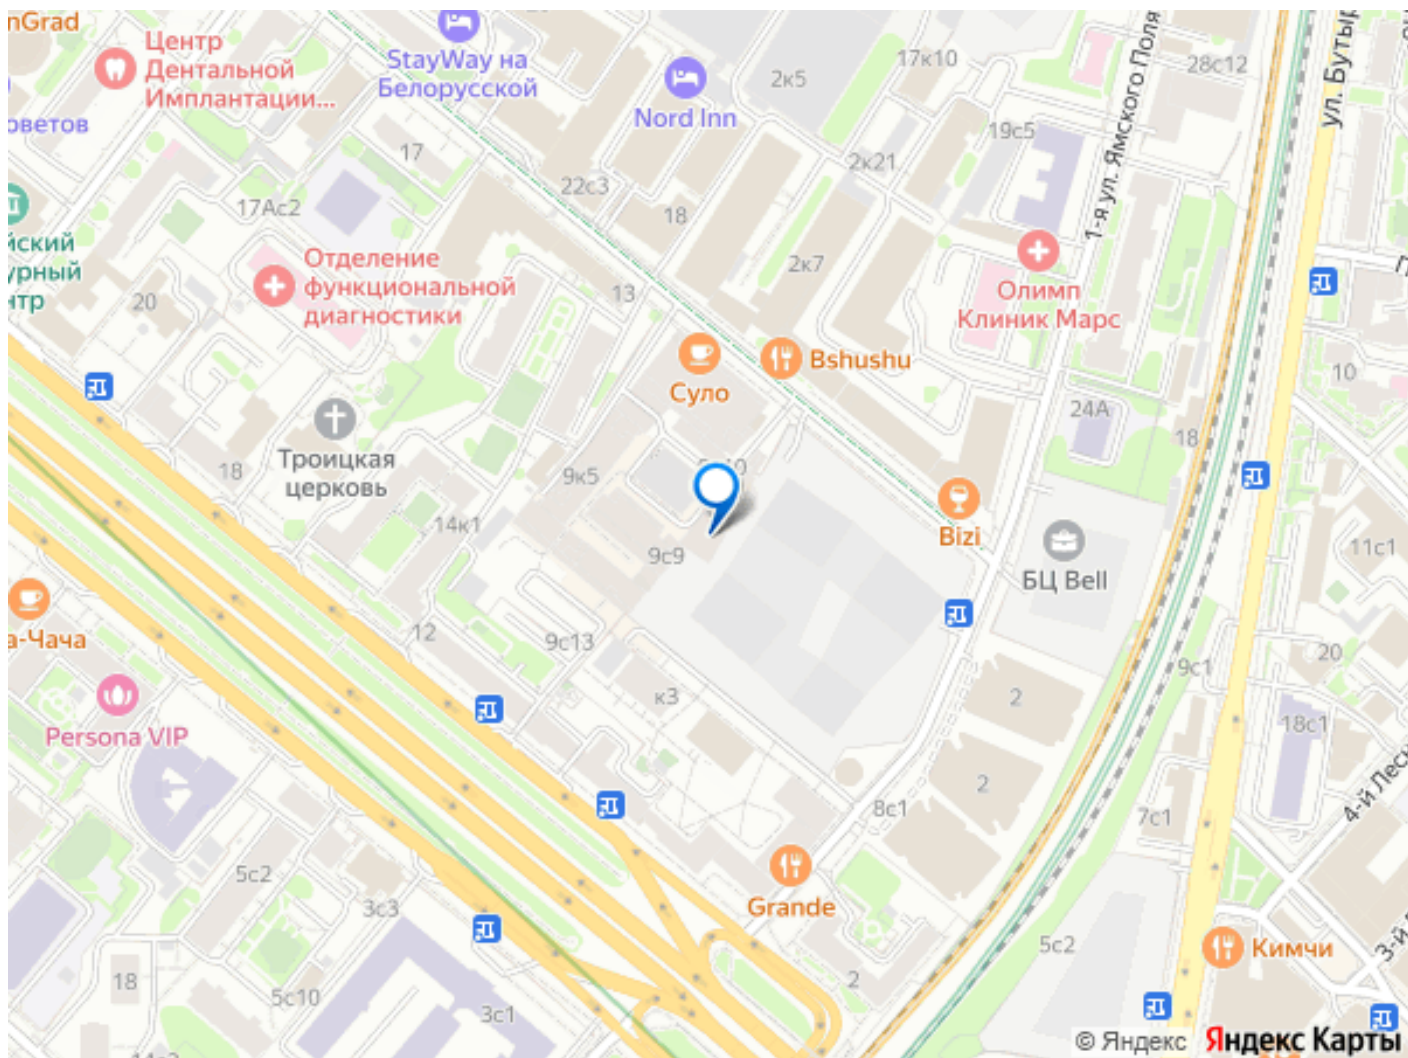 nGrad
Центр
Дентальной
Имплантации...
StayWay на
Белорусской
Nord Inn
2к5
17к10
28с12
ул. Бутыр
1-я ул. Ямского Поля
оветов
17
19с5
2к21
22с3
18
17Ас2
йский
урный
нтр
Отделение
функциональной
диагностики
20
13
2к7
Олимп
Клиник Марс
Суло
Bshushu
10
24А
18
Троицкая
церковь
18
9к5
14к1
9с9
Bizi
БЦ Bell
11с1
а-Чача
12
9с13
к3
2
9с1
20
Persona VIP
18с1
2
8с1
7с1
4-й Лесн
5с2
3с3
Grande
5с2
Кимчи
3-й
18
5с10
3с1
2
© Яндекс
Яндекс Карты